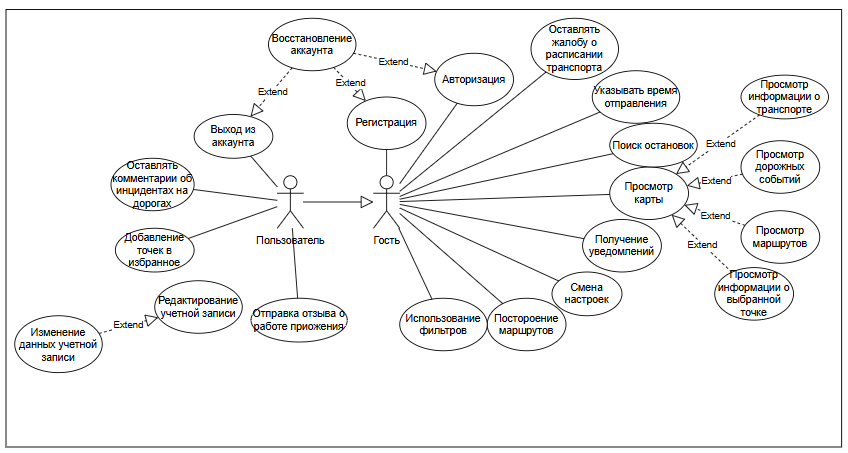 Восстановление
аккаунта
Extend
Extend
Extend
Авторизация
Оставлять
жалобу о
расписании
транспорта
Выход из
аккаунта
Регистрация
Указывать время
отправления
Просмотр
информации о
транспорте
Поиск остановок
Extend
Оставлять
комментарии об
инцидентах на
дорогах
Просмотр
карты
Extend
Просмотр
дорожных
событий
Пользователь
Гость
Добавление
точек в
избранное
Получение
уведомлений
Extend
Просмотр
маршрутов
Extend
Просмотр
информации о
выбранной
точке
Смена
настроек
Редактирование
учетной записи
Extend
Изменение
данных учетной
записи
Отправка отзыва о
работе приожения
Использование
фильтров
Постороение
маршрутов